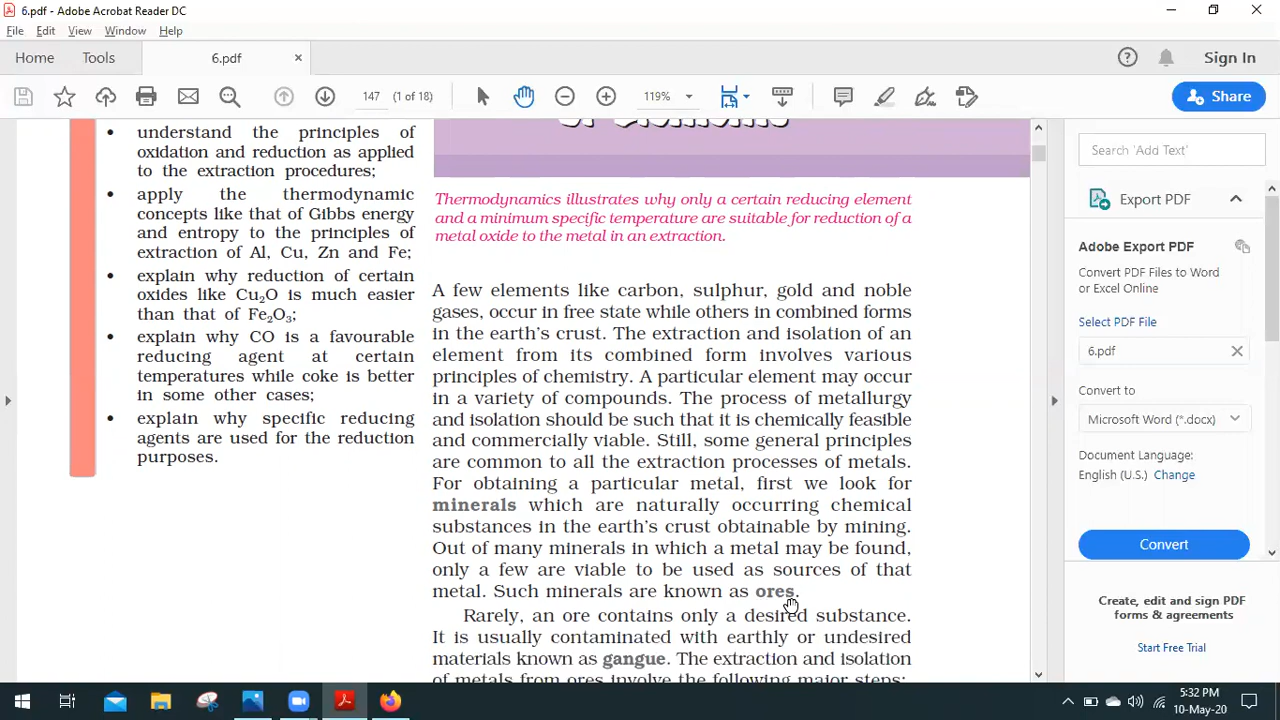 6.pdf - Adobe Acrobat Reader DC
File Edit View Window Help
Home Tools 6.pdf × Sign In
147 (1 of 18) 119% Share
understand the principles of
oxidation and reduction as applied
to the extraction procedures;
apply the thermodynamic
concepts like that of Gibbs energy
and entropy to the principles of
extraction of Al, Cu, Zn and Fe;
explain why reduction of certain
oxides like Cu₂O is much easier
than that of Fe₂O₃;
explain why CO is a favourable
reducing agent at certain
temperatures while coke is better
in some other cases;
explain why specific reducing
agents are used for the reduction
purposes.
Thermodynamics illustrates why only a certain reducing element
and a minimum specific temperature are suitable for reduction of a
metal oxide to the metal in an extraction.
A few elements like carbon, sulphur, gold and noble
gases, occur in free state while others in combined forms
in the earth's crust. The extraction and isolation of an
element from its combined form involves various
principles of chemistry. A particular element may occur
in a variety of compounds. The process of metallurgy
and isolation should be such that it is chemically feasible
and commercially viable. Still, some general principles
are common to all the extraction processes of metals.
For obtaining a particular metal, first we look for
minerals which are naturally occurring chemical
substances in the earth's crust obtainable by mining.
Out of many minerals in which a metal may be found,
only a few are viable to be used as sources of that
metal. Such minerals are known as ores.
Rarely, an ore contains only a desired substance.
It is usually contaminated with earthly or undesired
materials known as gangue. The extraction and isolation
of metals from ores involve the following major steps:
Search 'Add Text'
Export PDF
Adobe Export PDF
Convert PDF Files to Word
or Excel Online
Select PDF File
6.pdf
Convert to
Microsoft Word (*.docx)
Document Language:
English (U.S.) Change
Convert
Create, edit and sign PDF
forms & agreements
Start Free Trial
5:32 PM
10-May-20